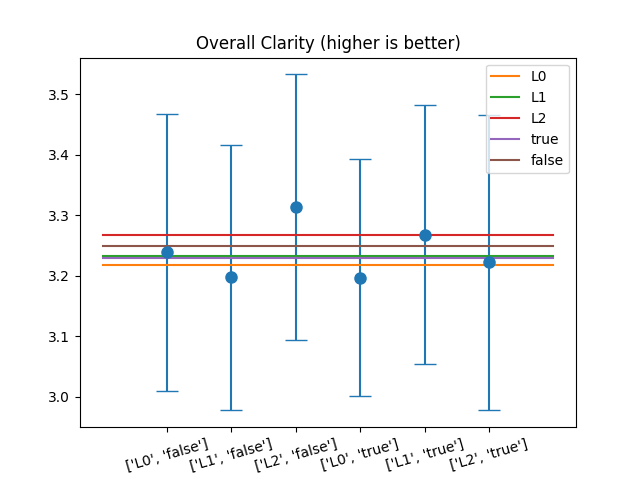 Overall Clarity (higher is better)
3.5
3.4
3.3
3.2
3.1
3.0
L0
L1
L2
true
false
['L0', 'false']
['L1', 'false']
['L2', 'false']
['L0', 'true']
['L1', 'true']
['L2', 'true']